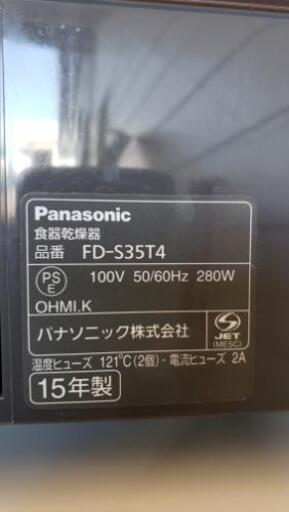 Panasonic
食器乾燥器
品番 FD-S35T4
PS E 100V 50/60Hz 280W
OHMI.K
パナソニック株式会社
JET
(MESC)
温度ヒューズ 121℃(2個)・電流ヒューズ 2A
15年製